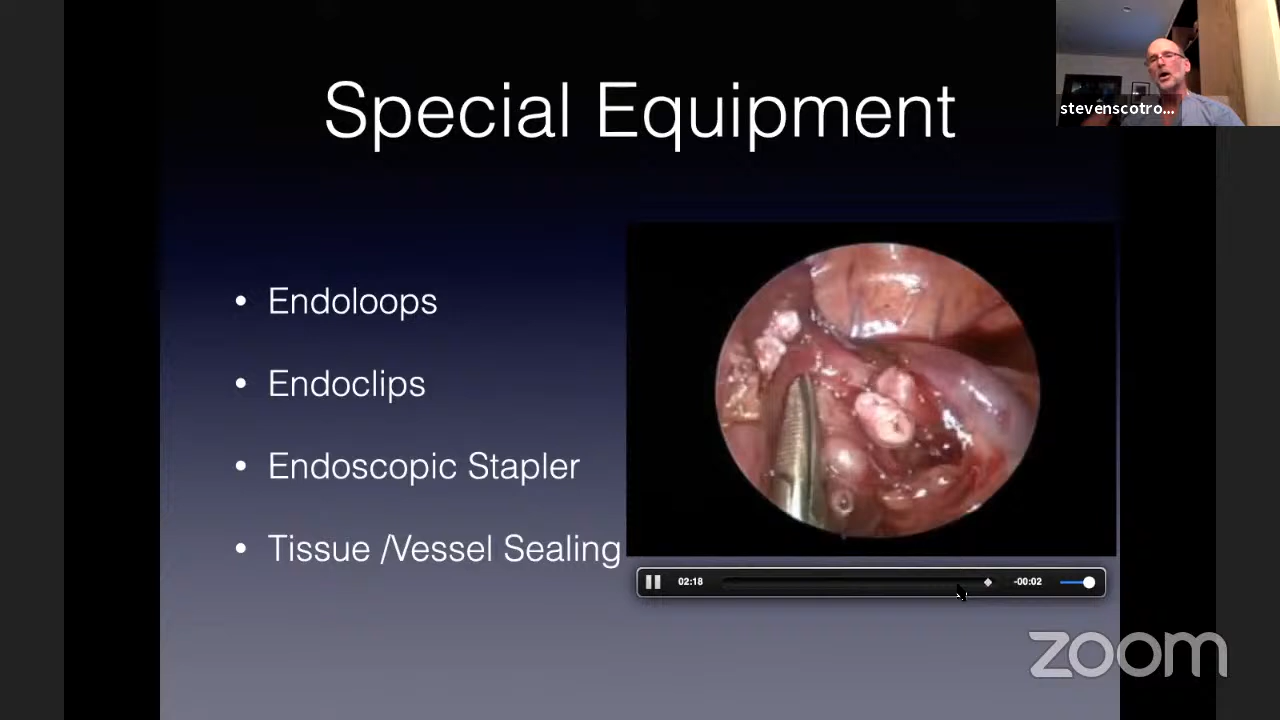 Special Equipment
stevenscotro...
• Endoloops
• Endoclips
• Endoscopic Stapler
• Tissue /Vessel Sealing
02:18
-00:02
zoom